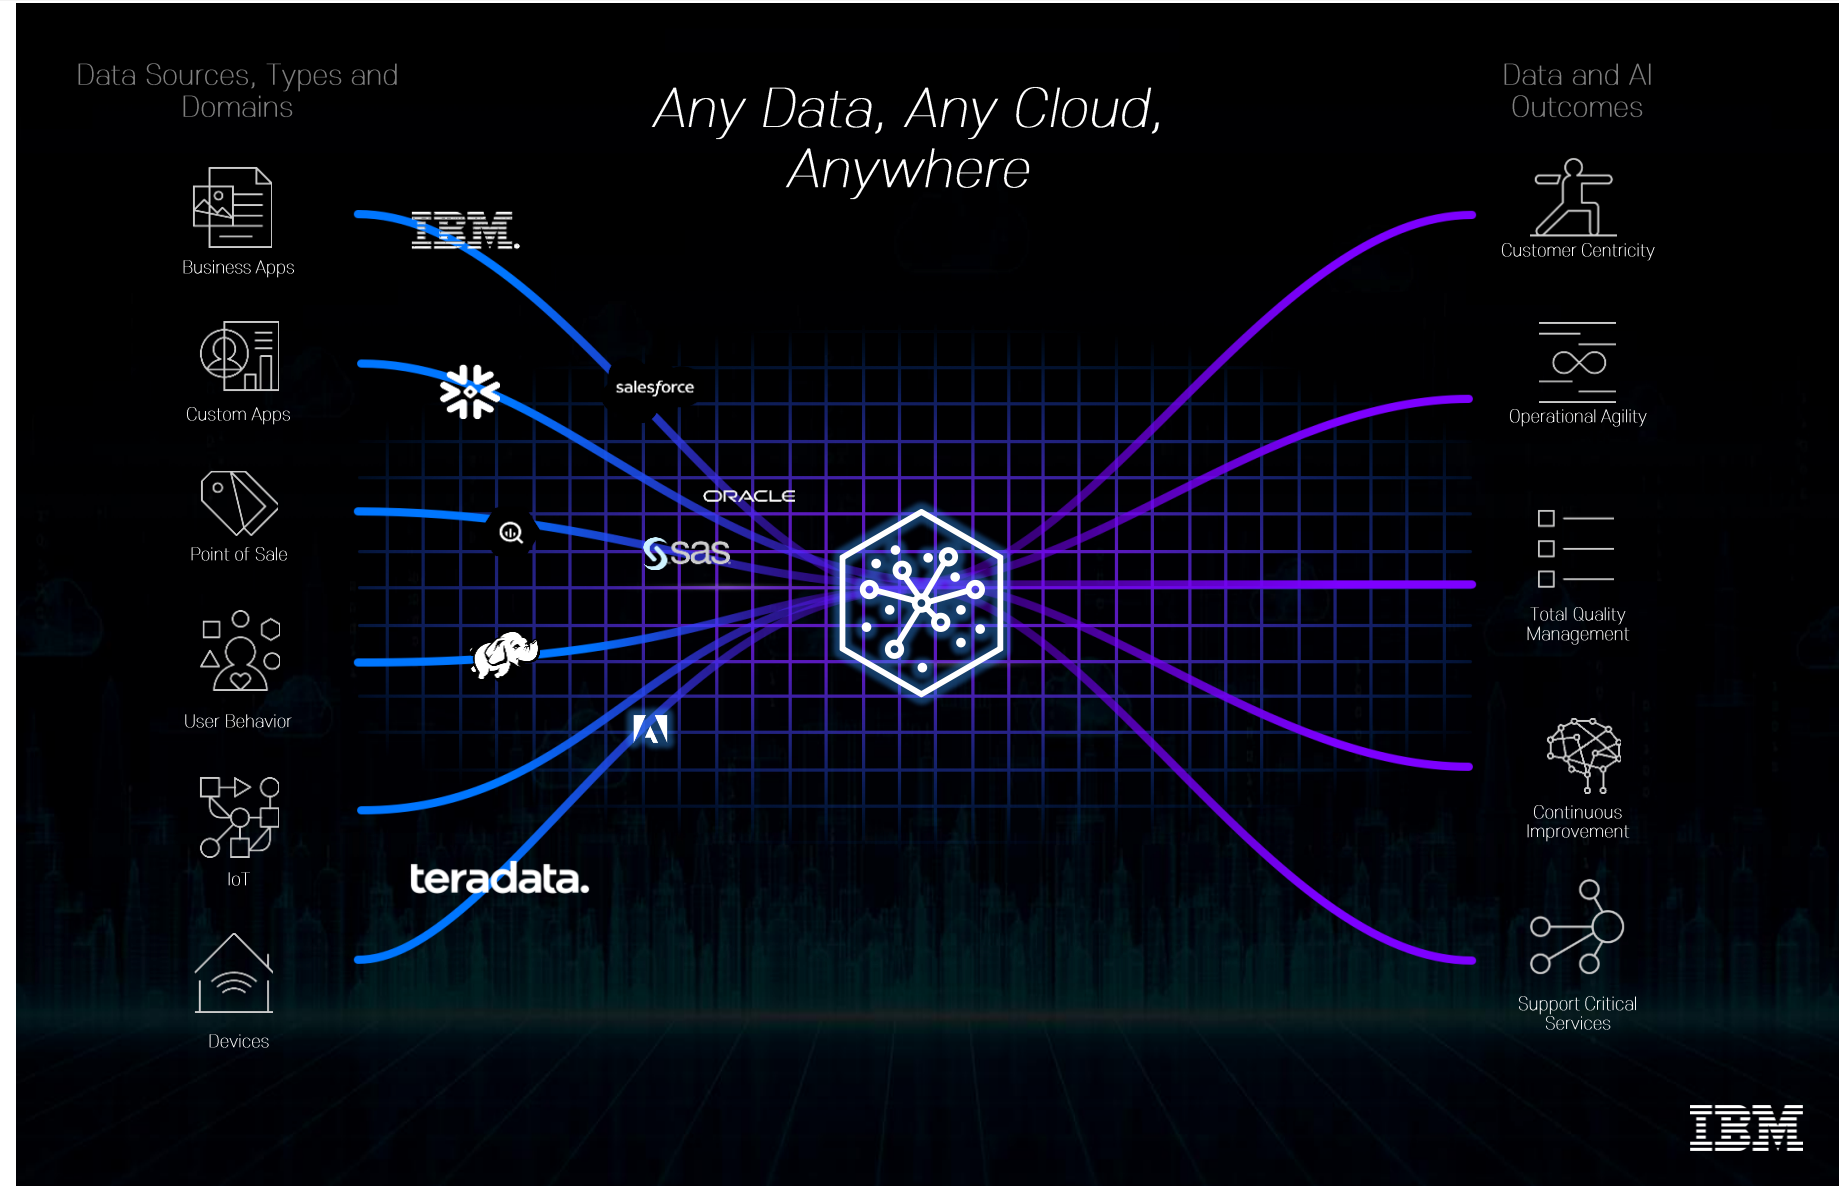 Data Sources, Types and
Domains
Any Data, Any Cloud,
Anywhere
Data and AI
Outcomes
Business Apps
Custom Apps
Point of Sale
User Behavior
IoT
Devices
IBM.
salesforce
ORACLE
sas
teradata.
Customer Centricity
Operational Agility
Total Quality
Management
Continuous
Improvement
Support Critical
Services
IBM